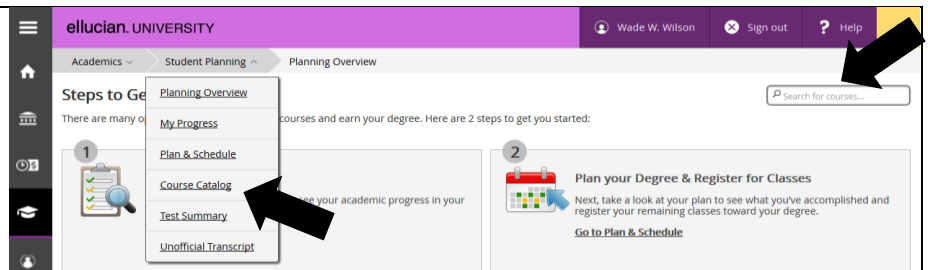 ellucian. UNIVERSITY
Wade W. Wilson
Sign out
? Help
Academics
Student Planning
Planning Overview
Steps to Ge
Search for courses...
There are many o
courses and earn your degree. Here are 2 steps to get you started:
Planning Overview
My Progress
Plan & Schedule
Course Catalog
Test Summary
Unofficial Transcript
1
see your academic progress in your
2
Plan your Degree & Register for Classes
Next, take a look at your plan to see what you've accomplished and
register your remaining classes toward your degree.
Go to Plan & Schedule